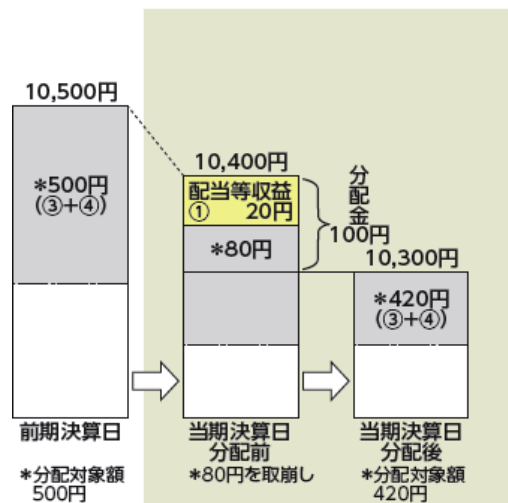 10,500円
*500円
(③+④)
10,400円
配当等収益
① 20円
*80円
分配金
100円
10,300円
*420円
(③+④)
前期決算日
*分配対象額
500円
当期決算日
分配前
*80円を取崩し
当期決算日
分配後
*分配対象額
420円